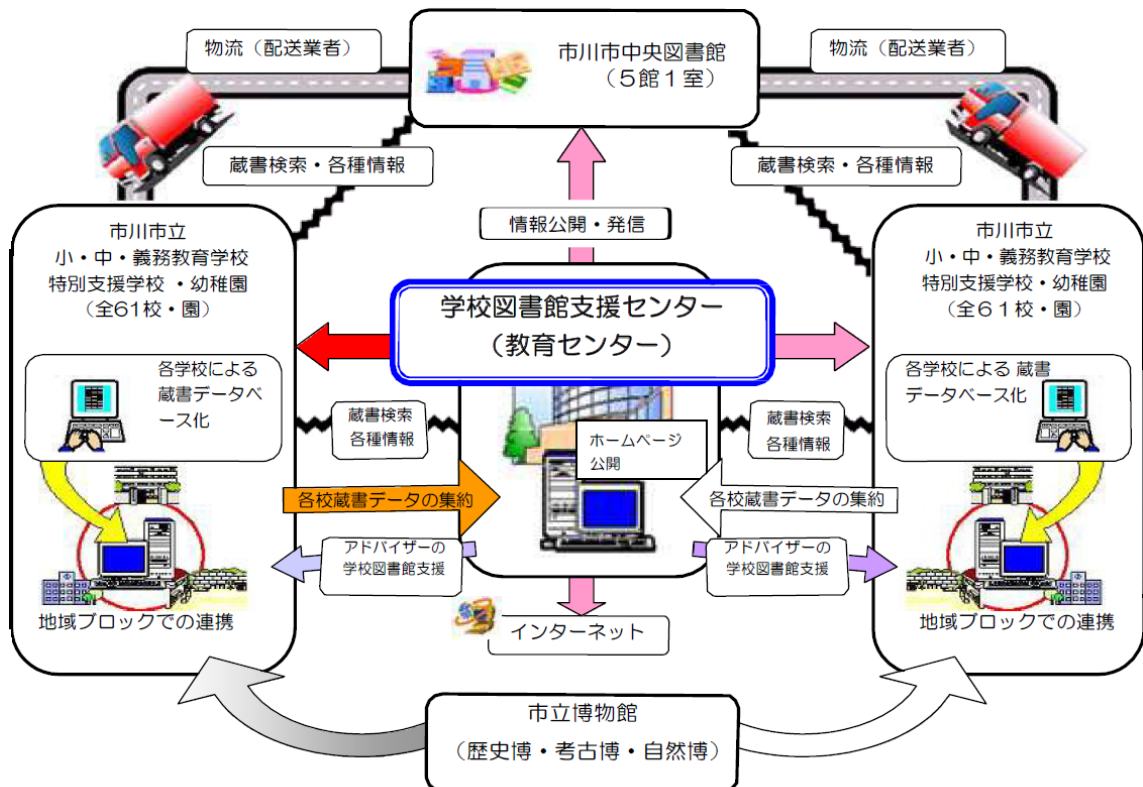 物流（配送業者）
市川市中央図書館
（５館１室）
物流（配送業者）
蔵書検索・各種情報
蔵書検索・各種情報
情報公開・発信
市川市立
小・中・義務教育学校
特別支援学校 ・幼稚園
（全61校・園）
学校図書館支援センター
（教育センター）
市川市立
小・中・義務教育学校
特別支援学校・幼稚園
（全６１校・園）
各学校による
蔵書データベ
ース化
各学校による 蔵書
データベース化
蔵書検索
各種情報
ホームページ
公開
蔵書検索
各種情報
各校蔵書データの集約
各校蔵書データの集約
アドバイザーの
学校図書館支援
アドバイザーの
学校図書館支援
地域ブロックでの連携
インターネット
地域ブロックでの連携
市立博物館
（歴史博・考古博・自然博）